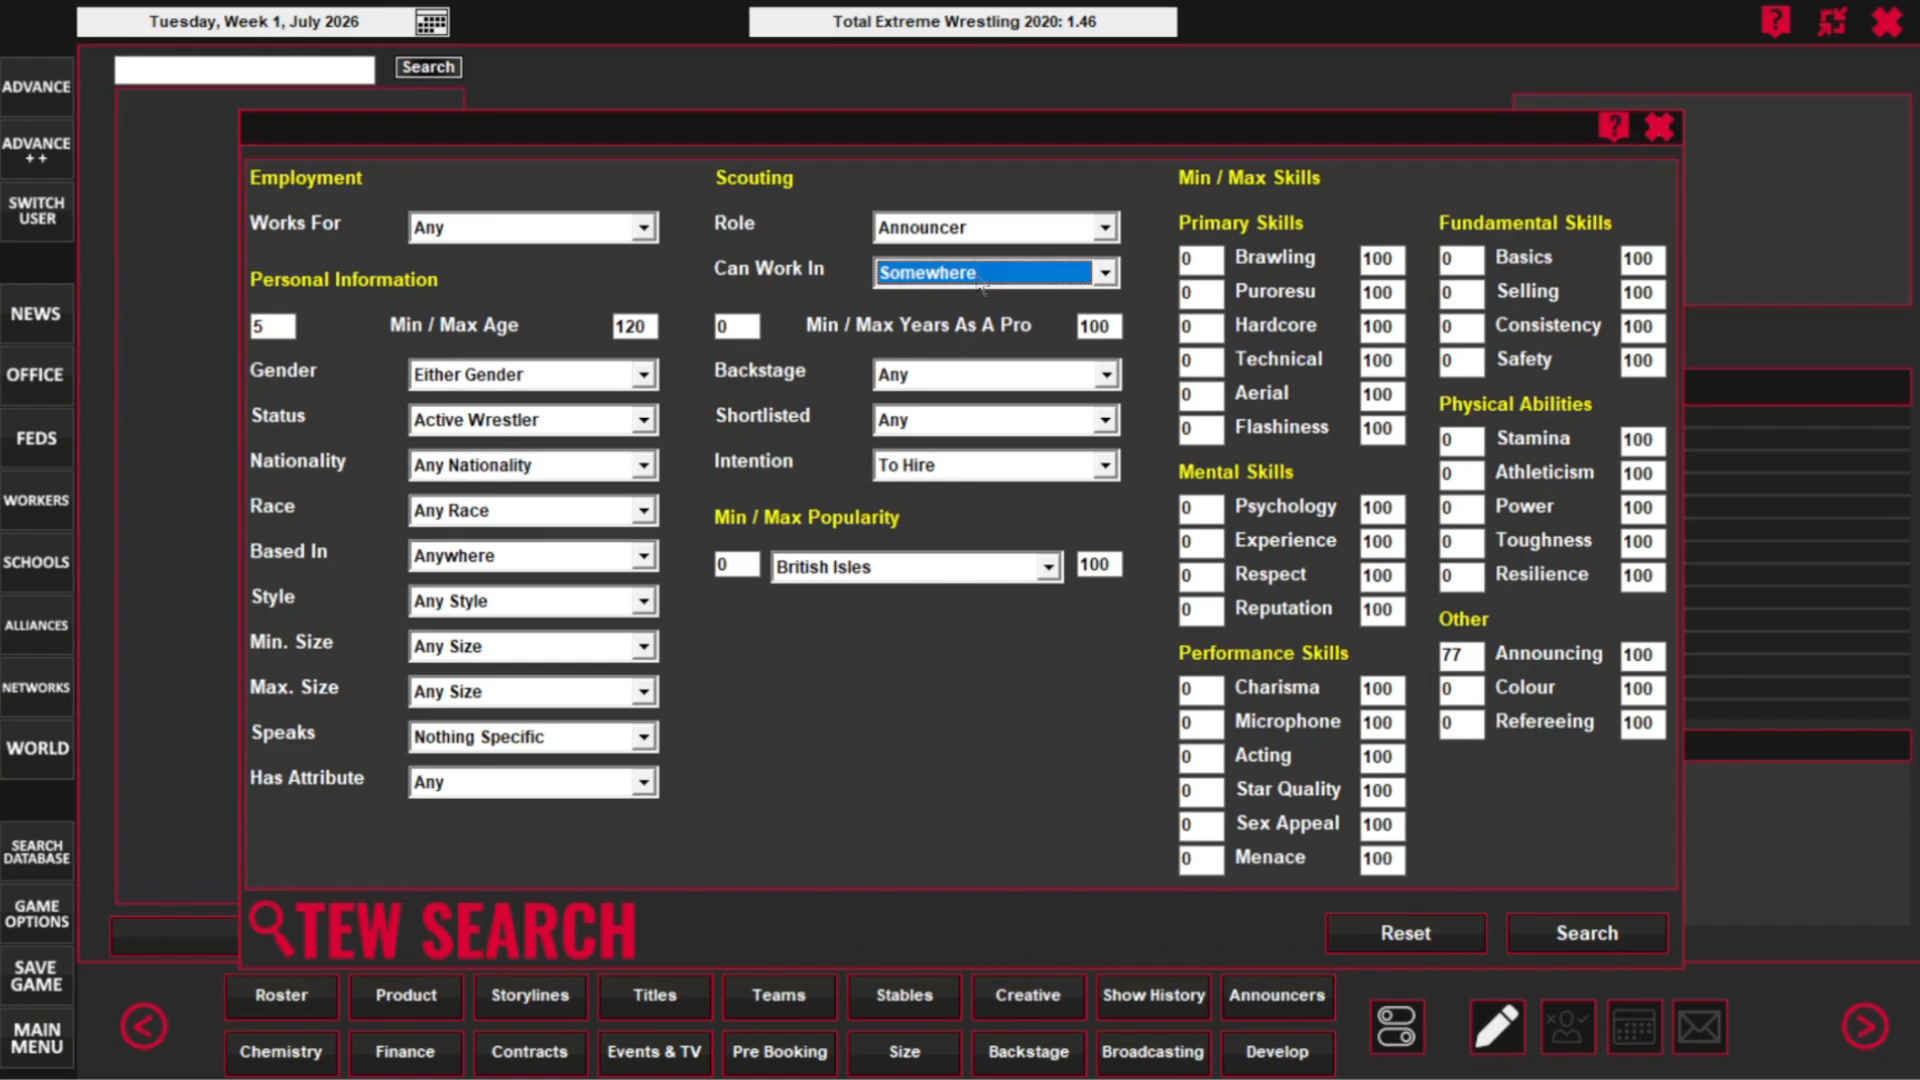 Tuesday, Week 1, July 2026
Total Extreme Wrestling 2020: 1.46
?
Search
ADVANCE
ADVANCE
++
SWITCH
USER
NEWS
OFFICE
FEDS
WORKERS
SCHOOLS
ALLIANCES
NETWORKS
WORLD
SEARCH
DATABASE
GAME
OPTIONS
SAVE
GAME
MAIN
MENU
?
Employment
Works For Any
Personal Information
5 Min / Max Age 120
Gender Either Gender
Status Active Wrestler
Nationality Any Nationality
Race Any Race
Based In Anywhere
Style Any Style
Min. Size Any Size
Max. Size Any Size
Speaks Nothing Specific
Has Attribute Any
Scouting
Role Announcer
Can Work In Somewhere
0 Min / Max Years As A Pro 100
Backstage Any
Shortlisted Any
Intention To Hire
Min / Max Popularity
0 British Isles 100
Min / Max Skills
Primary Skills
0 Brawling 100
0 Puroresu 100
0 Hardcore 100
0 Technical 100
0 Aerial 100
0 Flashiness 100
Mental Skills
0 Psychology 100
0 Experience 100
0 Respect 100
0 Reputation 100
Performance Skills
0 Charisma 100
0 Microphone 100
0 Acting 100
0 Star Quality 100
0 Sex Appeal 100
0 Menace 100
Fundamental Skills
0 Basics 100
0 Selling 100
0 Consistency 100
0 Safety 100
Physical Abilities
0 Stamina 100
0 Athleticism 100
0 Power 100
0 Toughness 100
0 Resilience 100
Other
77 Announcing 100
0 Colour 100
0 Refereeing 100
TEW SEARCH
Reset
Search
Roster Product Storylines Titles Teams Stables Creative Show History Announcers
Chemistry Finance Contracts Events & TV Pre Booking Size Backstage Broadcasting Develop